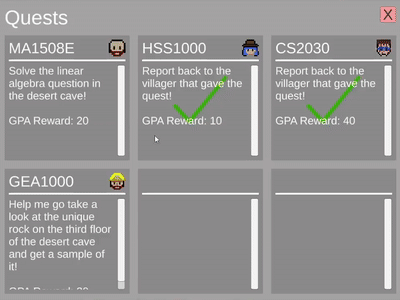 Quests
X
MA1508E
Solve the linear
algebra question in
the desert cave!
GPA Reward: 20
HSS1000
Report back to the
villager that gave the
quest!
GPA Reward: 10
CS2030
Report back to the
villager that gave the
quest!
GPA Reward: 40
GEA1000
Help me go take a
look at the unique
rock on the third floor
of the desert cave
and get a sample of
it!